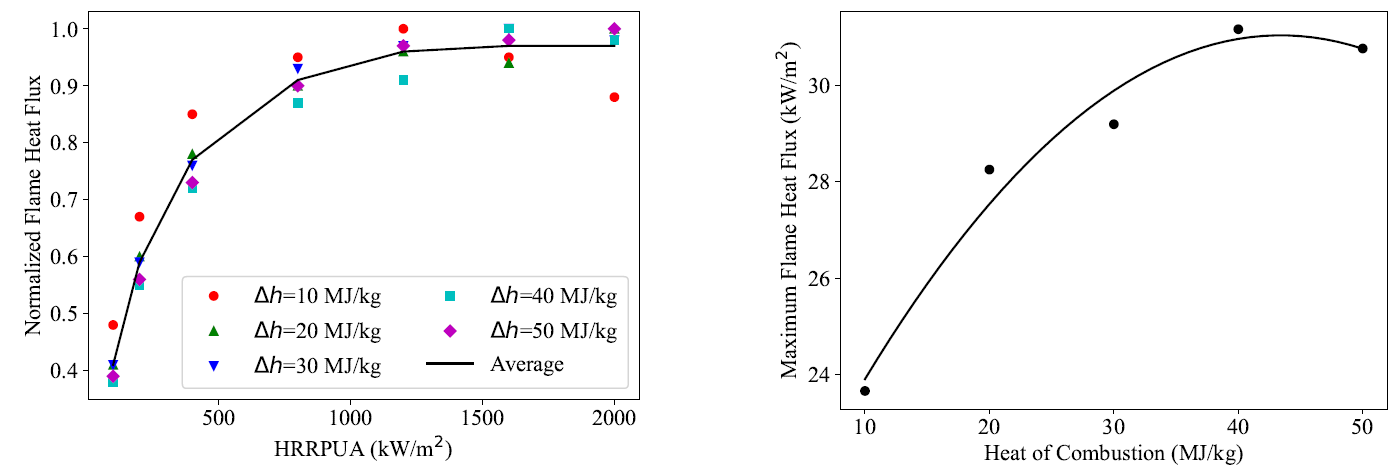 Normalized Flame Heat Flux
1.0
0.9
0.8
0.7
0.6
0.5
0.4
Δh=10 MJ/kg
Δh=20 MJ/kg
Δh=30 MJ/kg
Δh=40 MJ/kg
Δh=50 MJ/kg
Average
500
1000
1500
2000
HRRPUA (kW/m²)
Maximum Flame Heat Flux (kW/m²)
30
28
26
24
10
20
30
40
50
Heat of Combustion (MJ/kg)